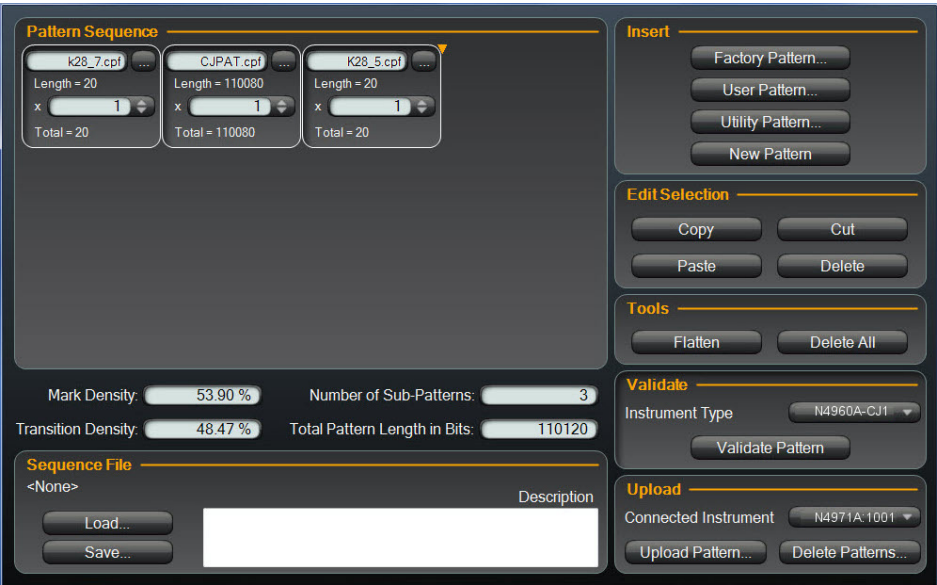 Pattern Sequence
k28_7.cpf ... CJPAT.cpf ... K28_5.cpf ...
Length = 20 Length = 110080 Length = 20
x 1 x 1 x 1
Total = 20 Total = 110080 Total = 20
Mark Density: 53.90 % Number of Sub-Patterns: 3
Transition Density: 48.47 % Total Pattern Length in Bits: 110120
Sequence File
<None>
Description
Load...
Save...
Insert
Factory Pattern...
User Pattern...
Utility Pattern...
New Pattern
Edit Selection
Copy Cut
Paste Delete
Tools
Flatten Delete All
Validate
Instrument Type N4960A-CJ1
Validate Pattern
Upload
Connected Instrument N4971A:1001
Upload Pattern... Delete Patterns...